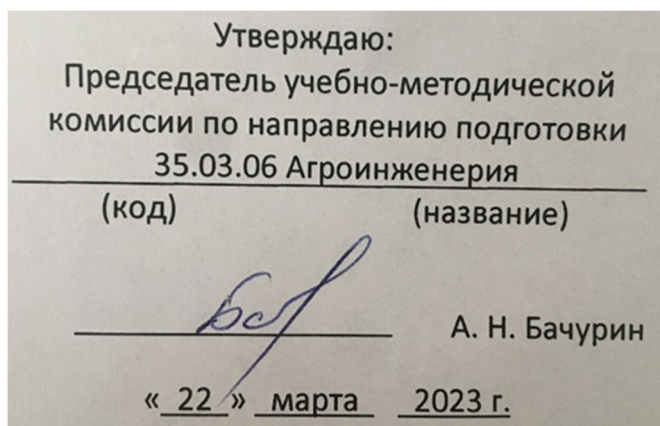 Утверждаю:
Председатель учебно-методической
комиссии по направлению подготовки
35.03.06 Агроинженерия
(код) (название)
А. Н. Бачурин
« 22 » марта 2023 г.